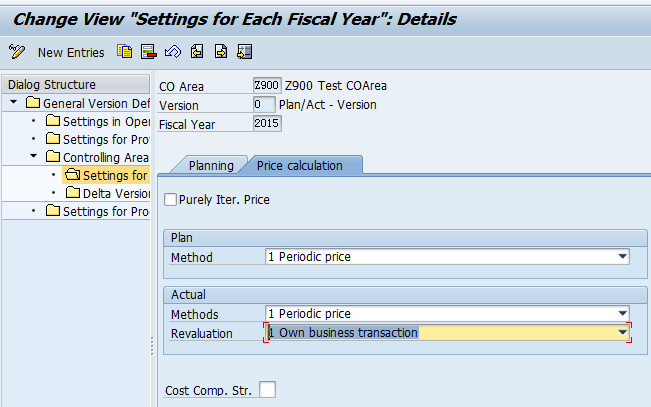 Change View "Settings for Each Fiscal Year": Details
New Entries
Dialog Structure
General Version Def
Settings in Oper
Settings for Pro
Controlling Area
Settings for
Delta Version
Settings for Pro
CO Area Z900 Z900 Test COArea
Version 0 Plan/Act - Version
Fiscal Year 2015
Planning Price calculation
Purely Iter. Price
Plan
Method 1 Periodic price
Actual
Methods 1 Periodic price
Revaluation 1 Own business transaction
Cost Comp. Str.